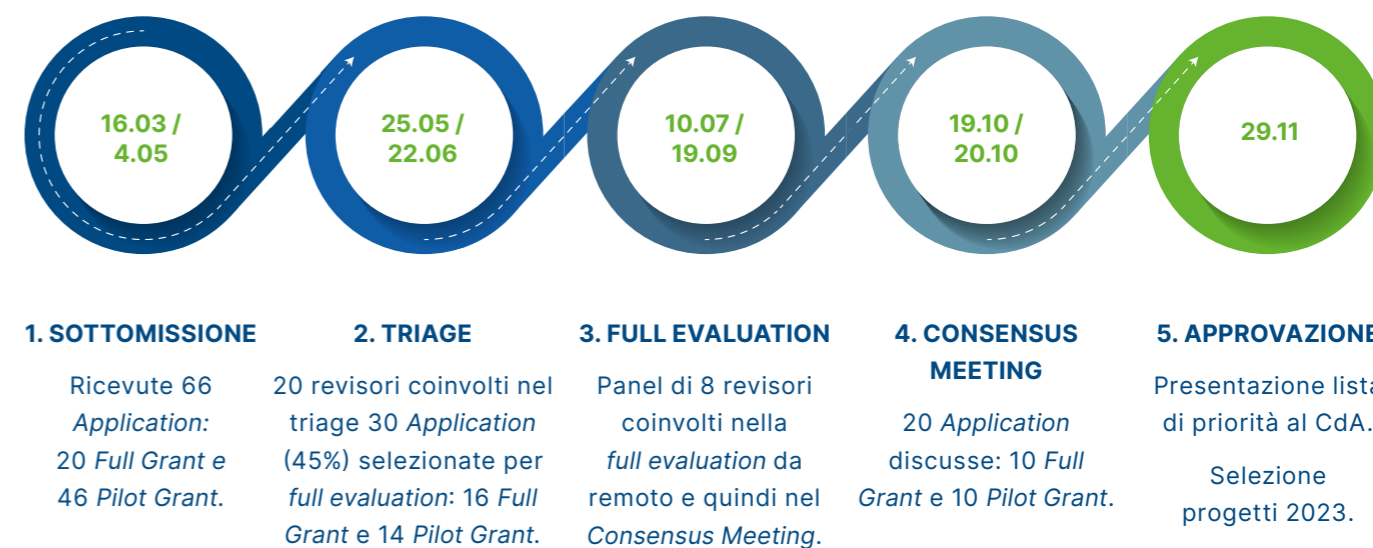 16.03 /
4.05
25.05 /
22.06
10.07 /
19.09
19.10 /
20.10
29.11
1. SOTTOMISSIONE
Ricevute 66
Application:
20 Full Grant e
46 Pilot Grant.
2. TRIAGE
20 revisori coinvolti nel
triage 30 Application
(45%) selezionate per
full evaluation: 16 Full
Grant e 14 Pilot Grant.
3. FULL EVALUATION
Panel di 8 revisori
coinvolti nella
full evaluation da
remoto e quindi nel
Consensus Meeting.
4. CONSENSUS
MEETING
20 Application
discusse: 10 Full
Grant e 10 Pilot Grant.
5. APPROVAZIONE
Presentazione lista
di priorità al CdA.
Selezione
progetti 2023.